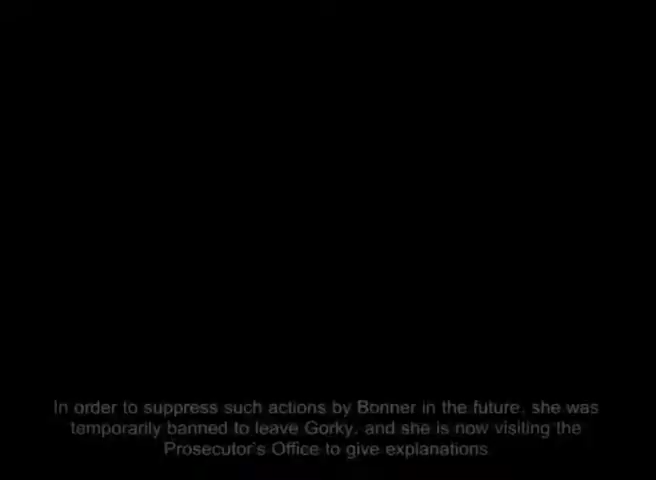 In order to suppress such actions by Bonner in the future, she was
temporarily banned to leave Gorky, and she is now visiting the
Prosecutor's Office to give explanations